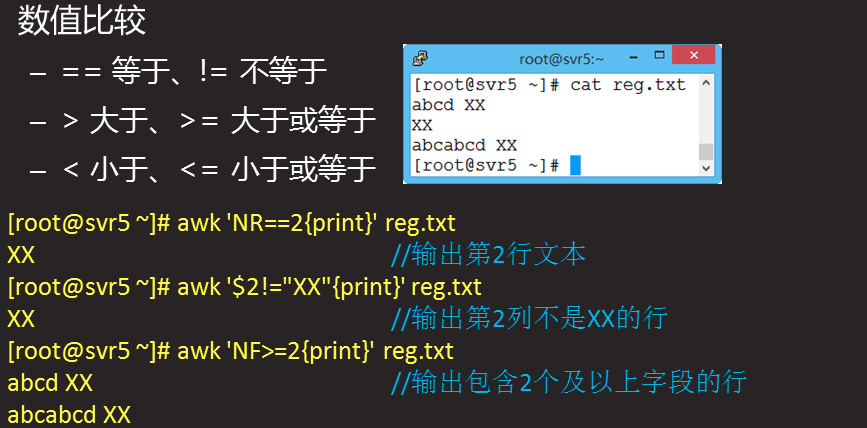 数值比较
– == 等于、!= 不等于
– > 大于、>= 大于或等于
– < 小于、<= 小于或等于
root@svr5:~
[root@svr5 ~]# cat reg.txt
abcd XX
XX
abcabcd XX
[root@svr5 ~]#
[root@svr5 ~]# awk 'NR==2{print}' reg.txt
XX //输出第2行文本
[root@svr5 ~]# awk '$2!="XX"{print}' reg.txt
XX //输出第2列不是XX的行
[root@svr5 ~]# awk 'NF>=2{print}' reg.txt
abcd XX //输出包含2个及以上字段的行
abcabcd XX